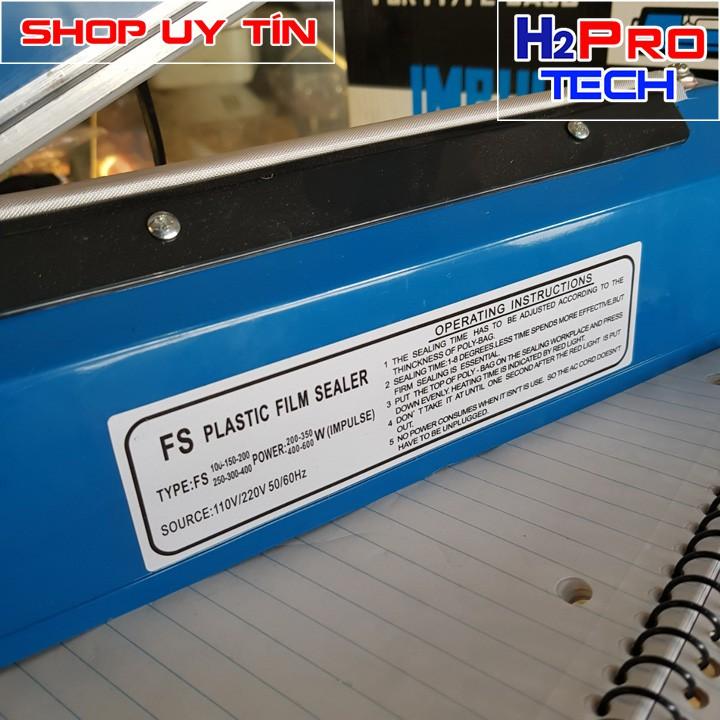 SHOP UY TÍN
H2PRO
TECH
FS PLASTIC FILM SEALER
TYPE:FS 100-150-200 250-300-400 POWER: 200-350 400-600 W (IMPULSE)
SOURCE:110V/220V 50/60Hz
OPERATING INSTRUCTIONS
1 THE SEALING TIME HAS TO BE ADJUSTED ACCORDING TO THE
THINCKNESS OF POLY-BAG.
2 SEALING TIME:1-8 DEGREES.LESS TIME SPENDS MORE EFFECTIVE,BUT
FIRM SEALING IS ESSENTIAL.
3 PUT THE TOP OF POLY - BAG ON THE SEALING WORKPLACE AND PRESS
DOWN EVENLY, HEATING TIME IS INDICATED BY RED LIGHT.
4 DON'T TAKE IT AT UNTIL ONE SECOND AFTER THE RED LIGHT IS PUT
OUT.
5 NO POWER CONSUMES WHEN IT ISN'T IS USE. SO THE AC CORD DOESN'T
HAVE TO BE UNPLUGGED.